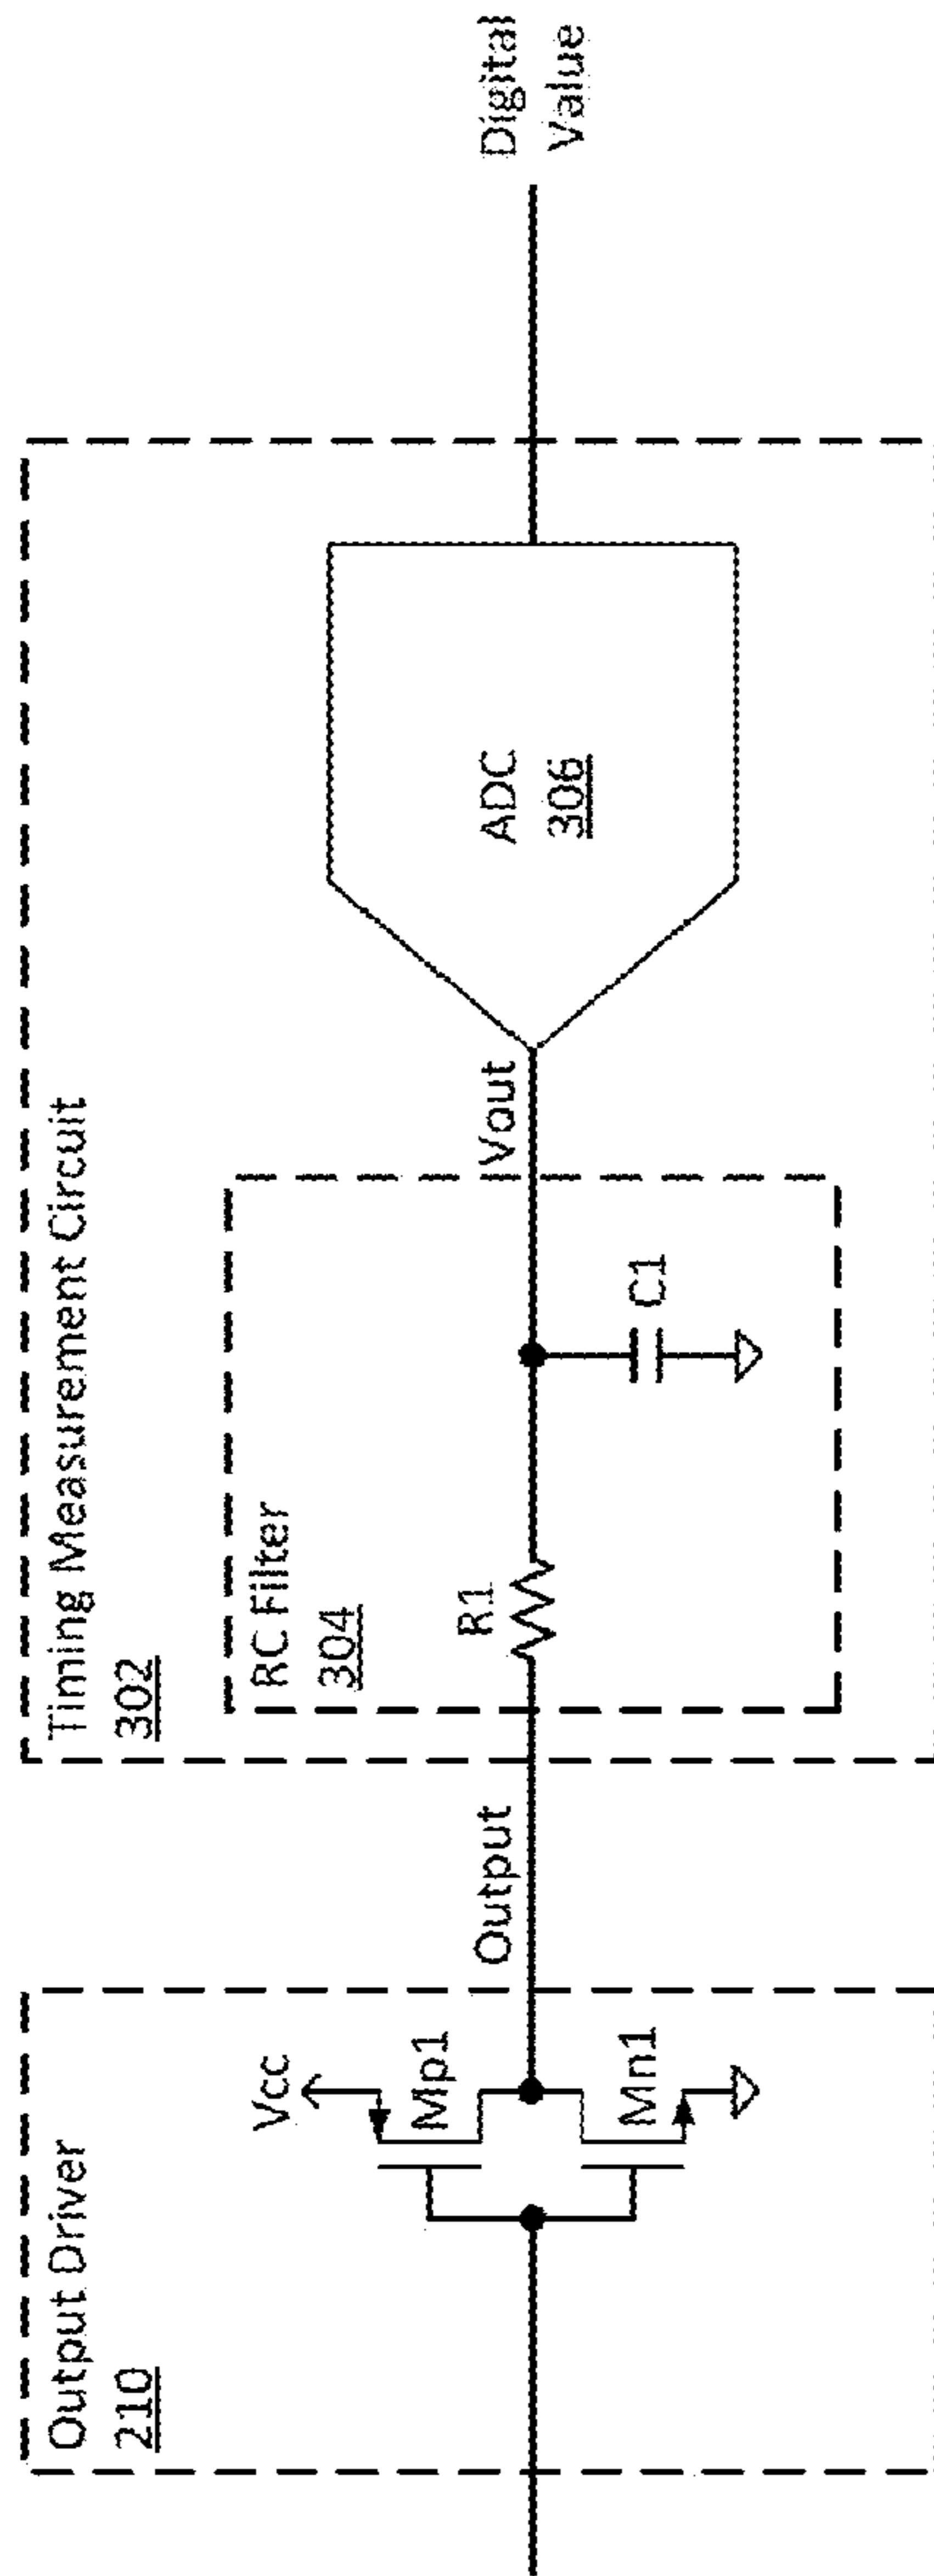 Output Driver
210
Vcc
Mp1
Mn1
Output
Timing Measurement Circuit
302
RC Filter
304
R1
C1
Vout
ADC
306
Digital
Value